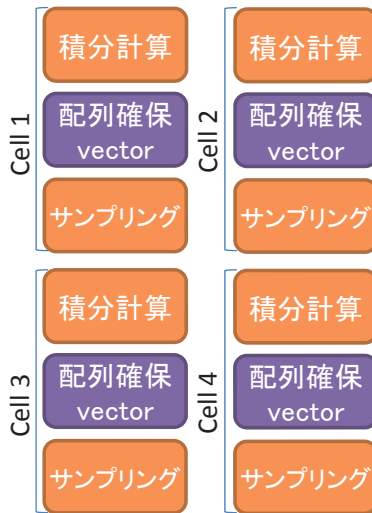 Cell 1
積分計算
配列確保
vector
サンプリング
Cell 2
積分計算
配列確保
vector
サンプリング
Cell 3
積分計算
配列確保
vector
サンプリング
Cell 4
積分計算
配列確保
vector
サンプリング